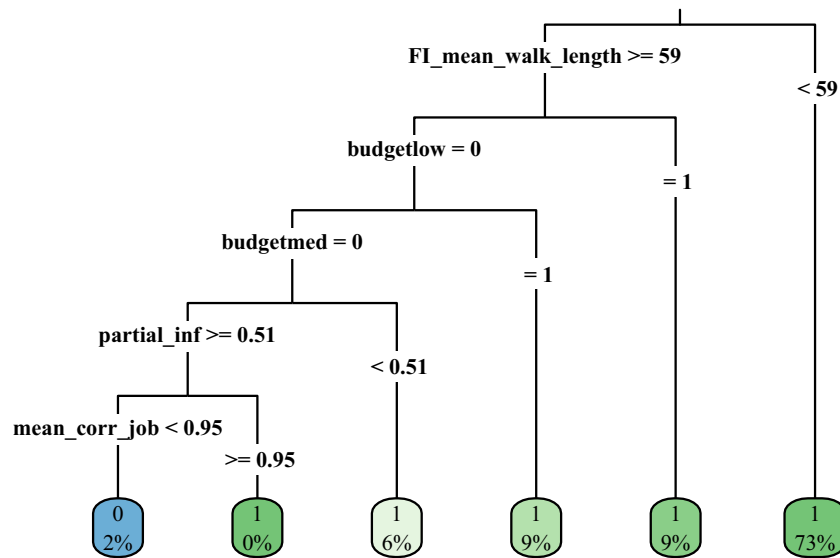 FI_mean_walk_length >= 59
< 59
budgetlow = 0
= 1
budgetmed = 0
= 1
partial_inf >= 0.51
< 0.51
mean_corr_job < 0.95
>= 0.95
0 1 1 1 1 1
2% 0% 6% 9% 9% 73%